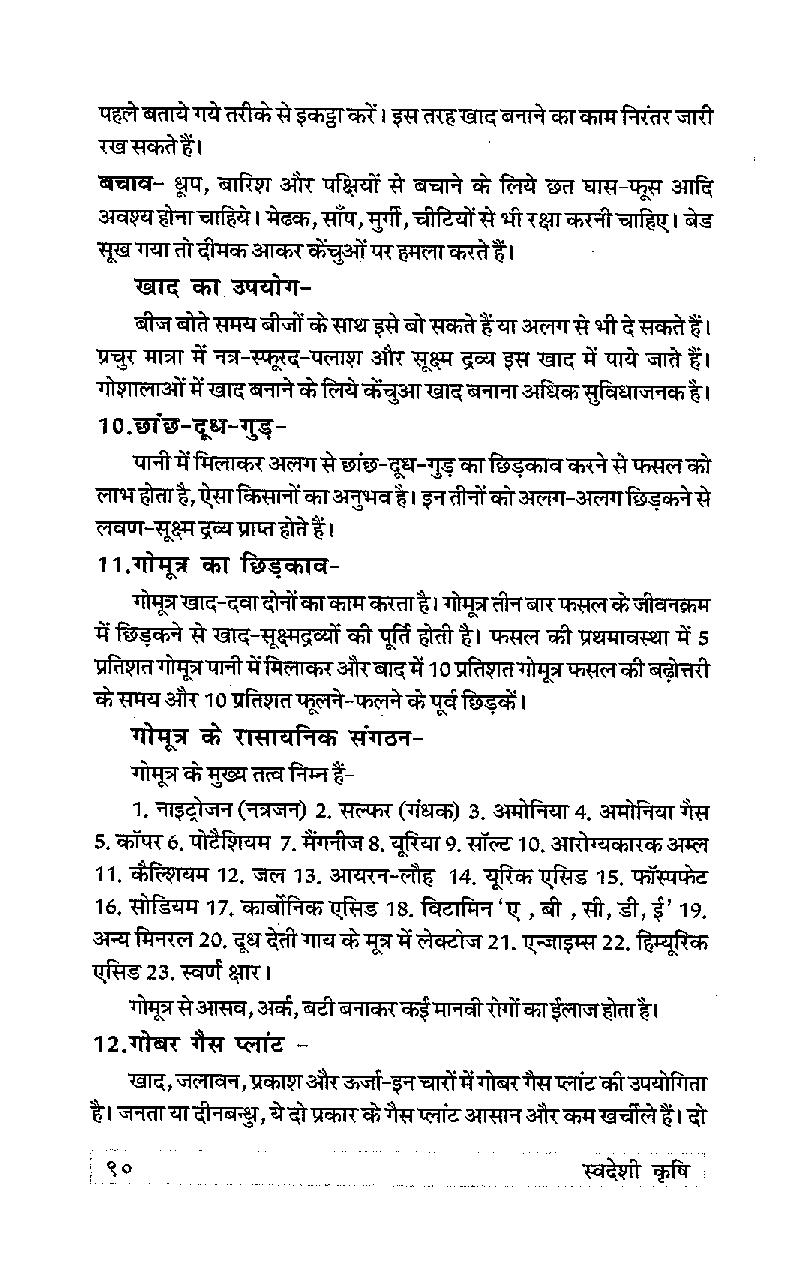 पहले बताये गये तरीके से इकट्ठा करें। इस तरह खाद बनाने का काम निरंतर जारी
रख सकते हैं।
बचाव- धूप, बारिश और पक्षियों से बचाने के लिये छत घास-फूस आदि
अवश्य होना चाहिये। मेढक, साँप, मुर्गी, चीटियों से भी रक्षा करनी चाहिए। बेड
सूख गया तो दीमक आकर केंचुओं पर हमला करते हैं।
खाद का उपयोग-
बीज बोते समय बीजों के साथ इसे बो सकते हैं या अलग से भी दे सकते हैं।
प्रचुर मात्रा में नत्र-स्फूरद-पलाश और सूक्ष्म द्रव्य इस खाद में पाये जाते हैं।
गोशालाओं में खाद बनाने के लिये केंचुआ खाद बनाना अधिक सुविधाजनक है।
10.छांछ-दूध-गुड़-
पानी में मिलाकर अलग से छांछ-दूध-गुड़ का छिड़काव करने से फसल को
लाभ होता है, ऐसा किसानों का अनुभव है। इन तीनों को अलग-अलग छिड़कने से
लवण-सूक्ष्म द्रव्य प्राप्त होते हैं।
11.गोमूत्र का छिड़काव-
गोमूत्र खाद-दवा दोनों का काम करता है। गोमूत्र तीन बार फसल के जीवनक्रम
में छिड़कने से खाद-सूक्ष्मद्रव्यों की पूर्ति होती है। फसल की प्रथमावस्था में 5
प्रतिशत गोमूत्र पानी में मिलाकर और बाद में 10 प्रतिशत गोमूत्र फसल की बढ़ोत्तरी
के समय और 10 प्रतिशत फूलने-फलने के पूर्व छिड़कें।
गोमूत्र के रासायनिक संगठन-
गोमूत्र के मुख्य तत्व निम्न हैं-
1. नाइट्रोजन (नत्रजन) 2. सल्फर (गंधक) 3. अमोनिया 4. अमोनिया गैस
5. कॉपर 6. पोटैशियम 7. मैंगनीज 8. यूरिया 9. सॉल्ट 10. आरोग्यकारक अम्ल
11. कैल्शियम 12. जल 13. आयरन-लौह 14. यूरिक एसिड 15. फॉस्पफेट
16. सोडियम 17. कार्बोनिक एसिड 18. विटामिन ‘ए , बी , सी, डी, ई’ 19.
अन्य मिनरल 20. दूध देती गाय के मूत्र में लेक्टोज 21. एन्जाइम्स 22. हिम्यूरिक
एसिड 23. स्वर्ण क्षार।
गोमूत्र से आसव, अर्क, बटी बनाकर कई मानवी रोगों का ईलाज होता है।
12.गोबर गैस प्लांट -
खाद, जलावन, प्रकाश और ऊर्जा-इन चारों में गोबर गैस प्लांट की उपयोगिता
है। जनता या दीनबन्धु, ये दो प्रकार के गैस प्लांट आसान और कम खर्चीले हैं। दो
१० स्वदेशी कृषि